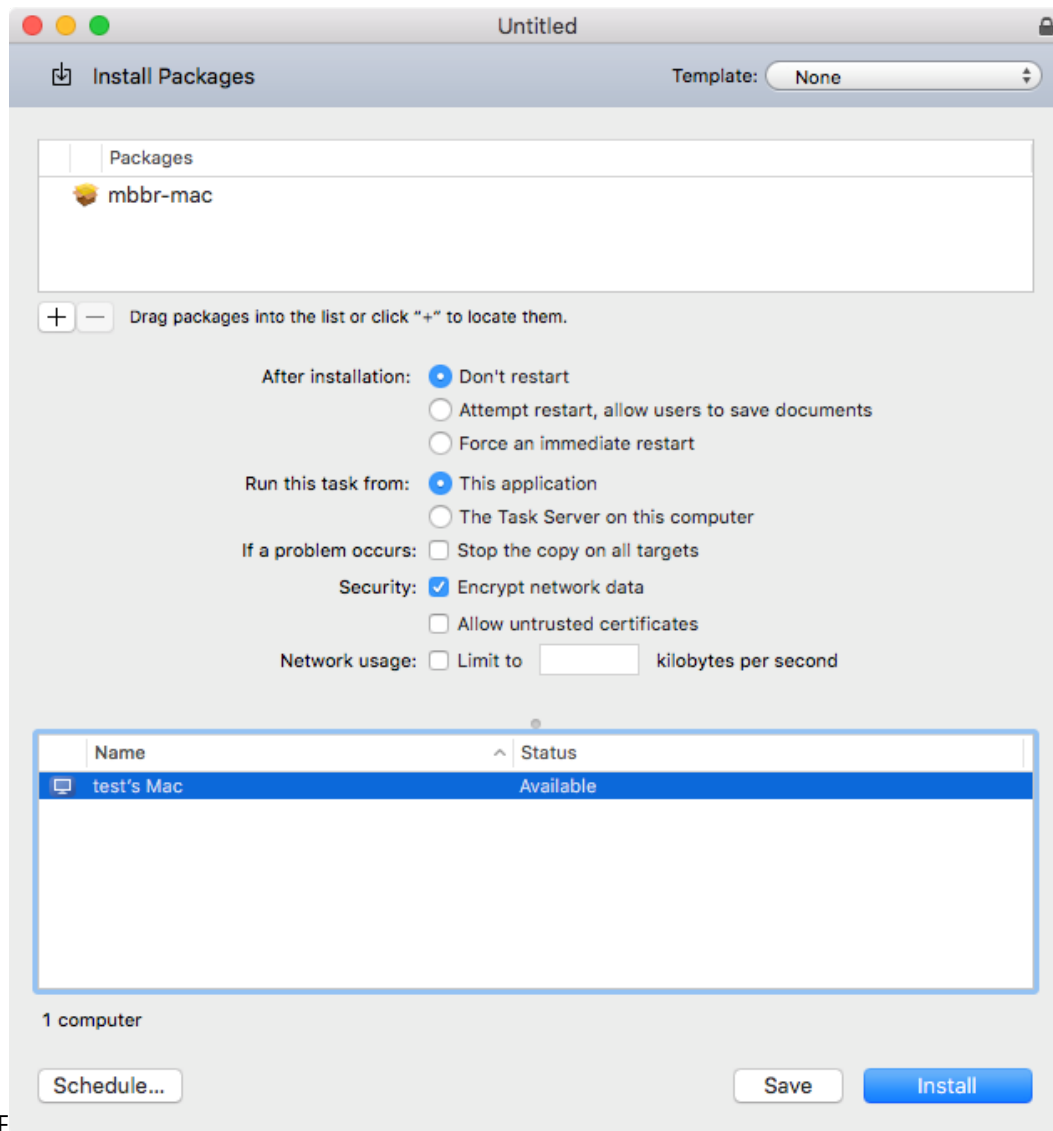 Untitled
Install Packages
Template: None
Packages
mbbr-mac
+ − Drag packages into the list or click "+" to locate them.
After installation: Don't restart
Attempt restart, allow users to save documents
Force an immediate restart
Run this task from: This application
The Task Server on this computer
If a problem occurs: Stop the copy on all targets
Security: Encrypt network data
Allow untrusted certificates
Network usage: Limit to kilobytes per second
Name Status
test's Mac Available
1 computer
Schedule... Save Install